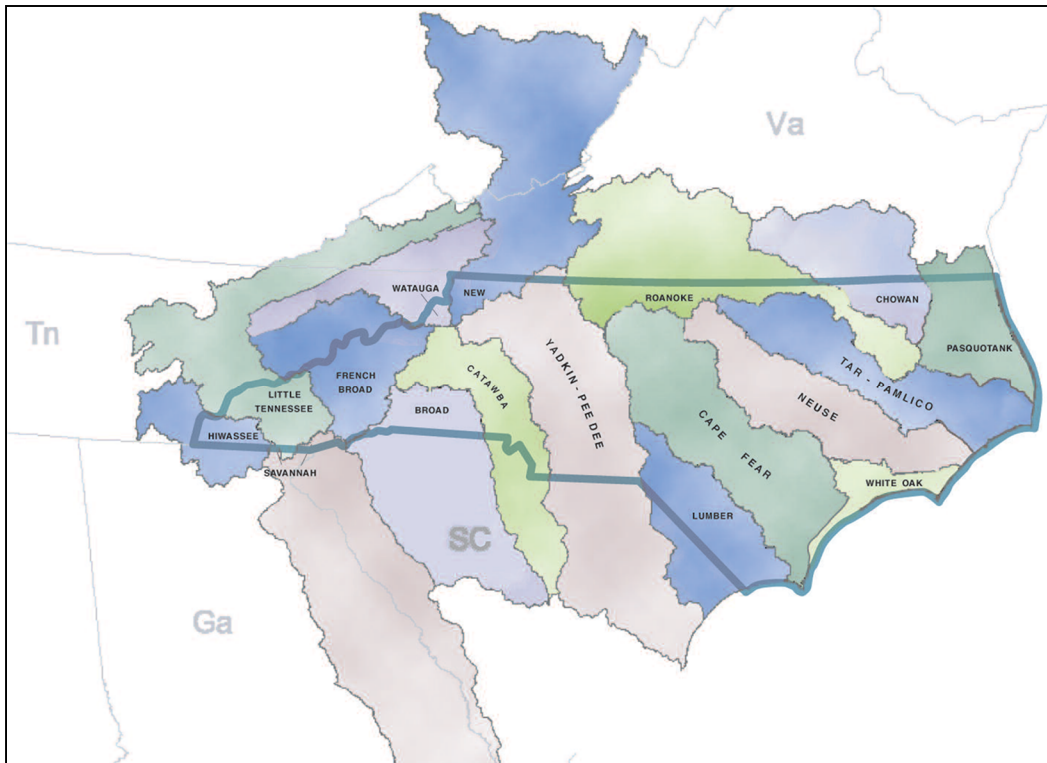 Va
WATAUGA
NEW
ROANOKE
CHOWAN
Tn
PASQUOTANK
YADKIN - PEE DEE
TAR - PAMLICO
FRENCH
BROAD
CATAWBA
LITTLE
TENNESSEE
BROAD
NEUSE
CAPE FEAR
HIWASSEE
SAVANNAH
WHITE OAK
LUMBER
SC
Ga